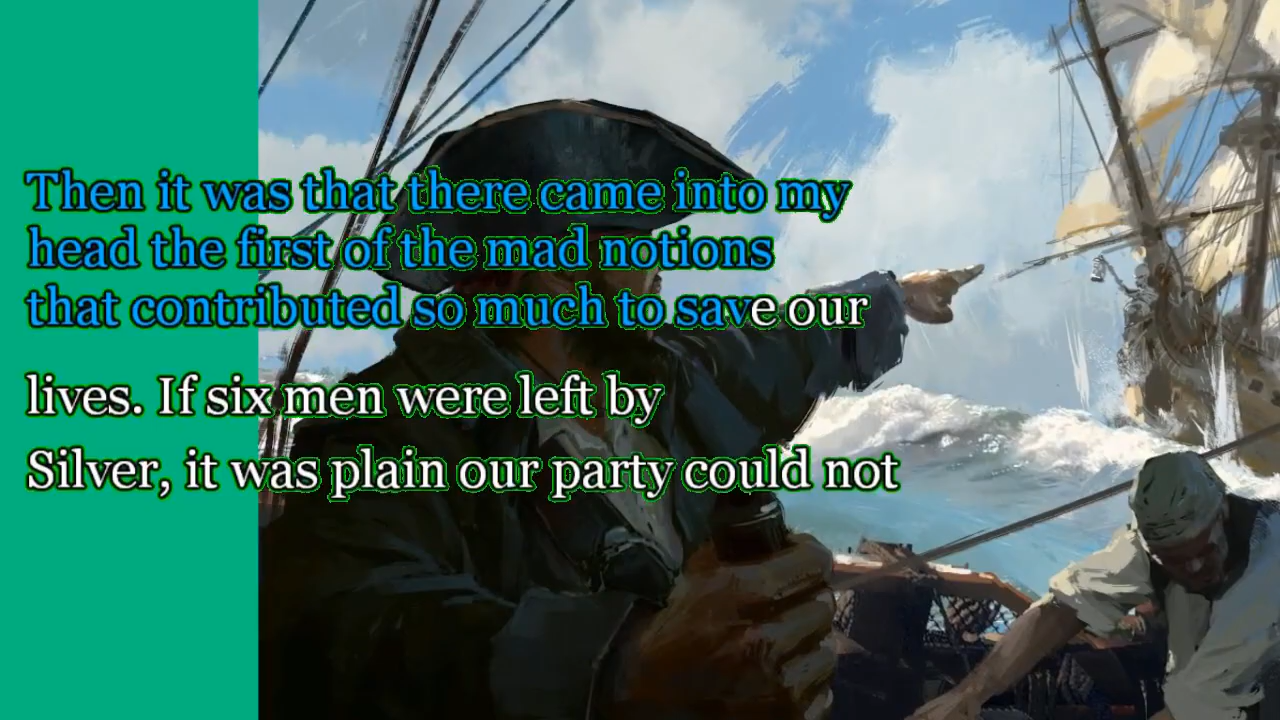 Then it was that there came into my
head the first of the mad notions
that contributed so much to save our
lives. If six men were left by
Silver, it was plain our party could not